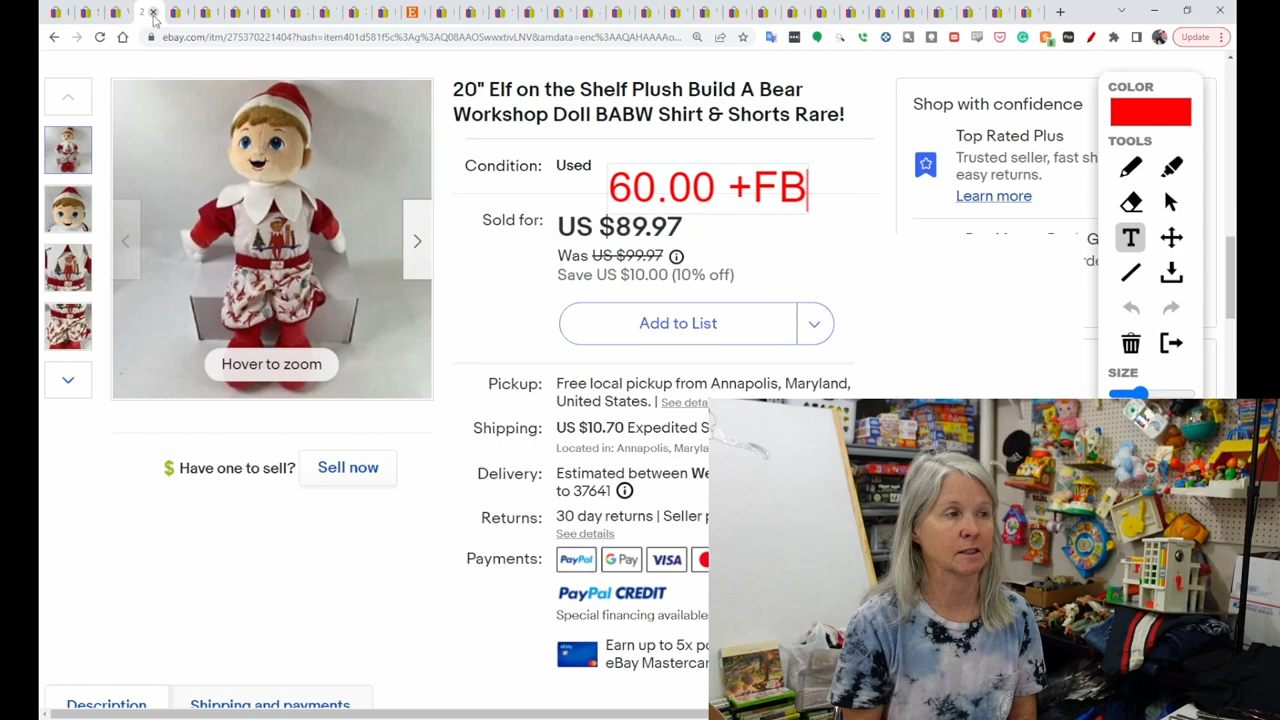 ebay.com/itm/275370221404?hash=item401d581f5c%3Ag%3AQ08AAOSwwxtivLNV&amdata=enc%3AAQAHAAAAo...
Update
20" Elf on the Shelf Plush Build A Bear
Workshop Doll BABW Shirt & Shorts Rare!
Condition: Used
60.00 +FB
Sold for: US $89.97
Was US $99.97
Save US $10.00 (10% off)
Add to List
Hover to zoom
Pickup: Free local pickup from Annapolis, Maryland,
United States. | See deta
Shipping: US $10.70 Expedited S
Located in: Annapolis, Maryla
Delivery: Estimated between We
to 37641
Returns: 30 day returns | Seller p
See details
Payments: PayPal G Pay VISA
PayPal CREDIT
Special financing available
Earn up to 5x po
eBay Mastercar
Have one to sell? Sell now
Description
Shipping and payments
Shop with confidence
Top Rated Plus
Trusted seller, fast sh
easy returns.
Learn more
COLOR
TOOLS
T
SIZE